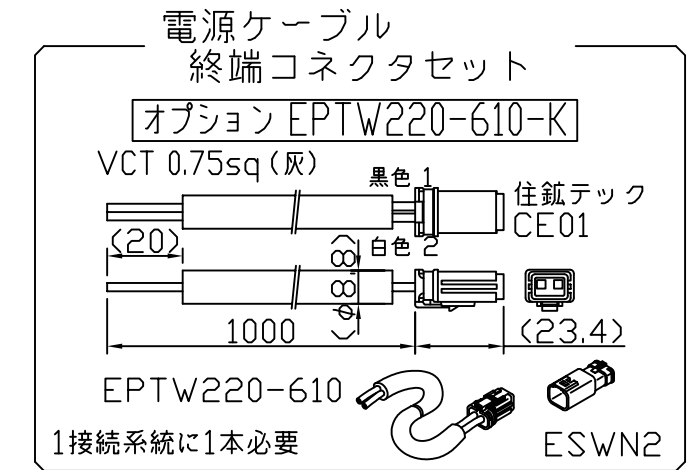 電源ケーブル
終端コネクタセット
オプション EPTW220-610-K
VCT 0.75sq(灰)
黒色 1
住鉱テック
CE01
(20)
白色 2
(φ8.8)
1000
(23.4)
EPTW220-610
1接続系統に1本必要
ESWN2